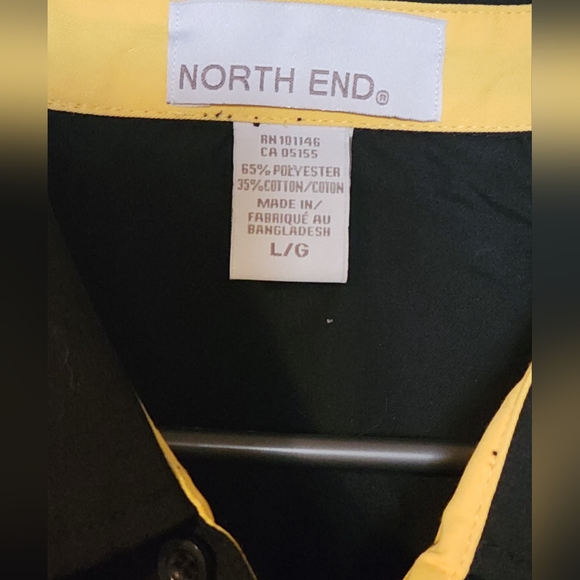 NORTH END®
RN 101146
CA 05155
65% POLYESTER
35% COTTON/COTON
MADE IN/
FABRIQUÉ AU
BANGLADESH
L/G